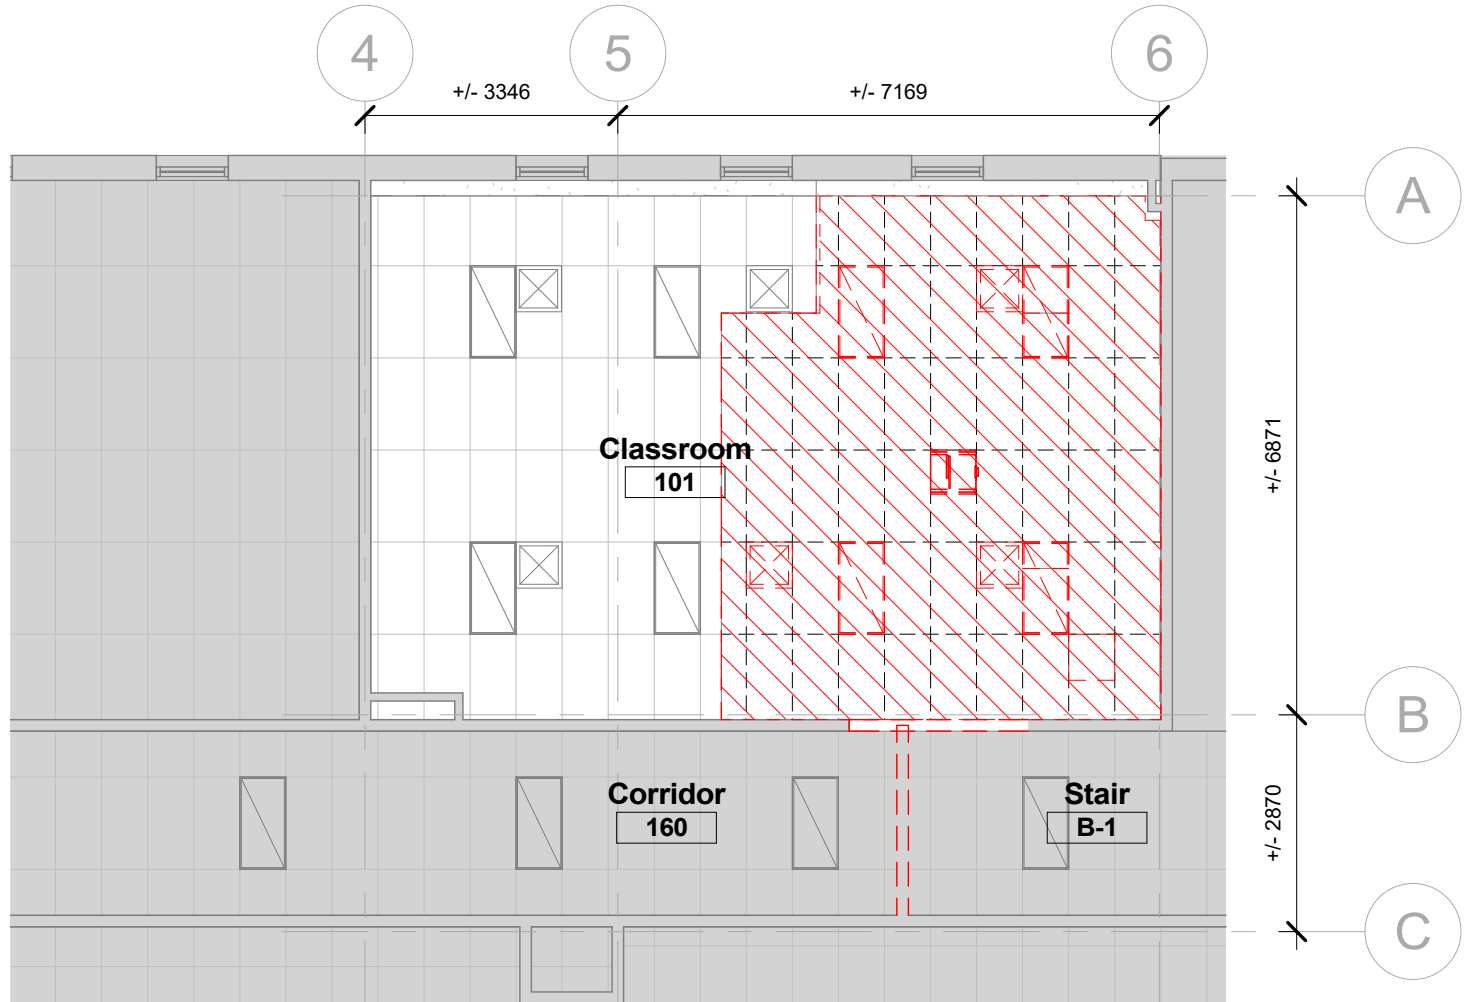 4
5
6
+/- 3346
+/- 7169
A
+/- 6871
Classroom
101
B
Corridor
160
Stair
B-1
+/- 2870
C